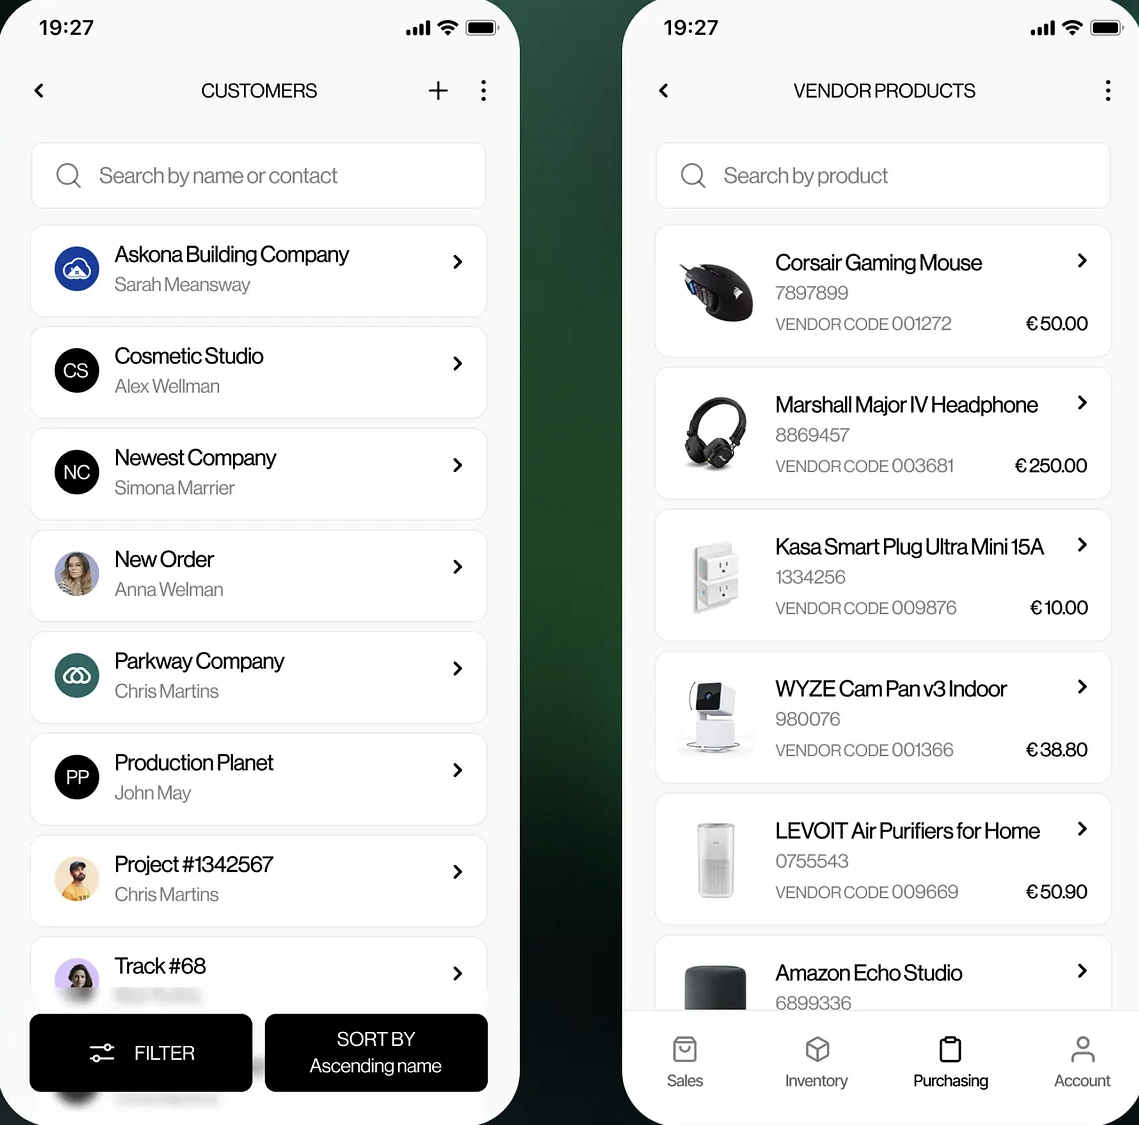 19:27
CUSTOMERS
Search by name or contact
Askona Building Company
Sarah Meansway
CS
Cosmetic Studio
Alex Wellman
NC
Newest Company
Simona Marrier
New Order
Anna Welman
Parkway Company
Chris Martins
PP
Production Planet
John May
Project #1342567
Chris Martins
Track #68
FILTER
SORT BY
Ascending name
19:27
VENDOR PRODUCTS
Search by product
Corsair Gaming Mouse
7897899
VENDOR CODE 001272 €50.00
Marshall Major IV Headphone
8869457
VENDOR CODE 003681 €250.00
Kasa Smart Plug Ultra Mini 15A
1334256
VENDOR CODE 009876 €10.00
WYZE Cam Pan v3 Indoor
980076
VENDOR CODE 001366 €38.80
LEVOIT Air Purifiers for Home
0755543
VENDOR CODE 009669 €50.90
Amazon Echo Studio
6899336
Sales Inventory Purchasing Account